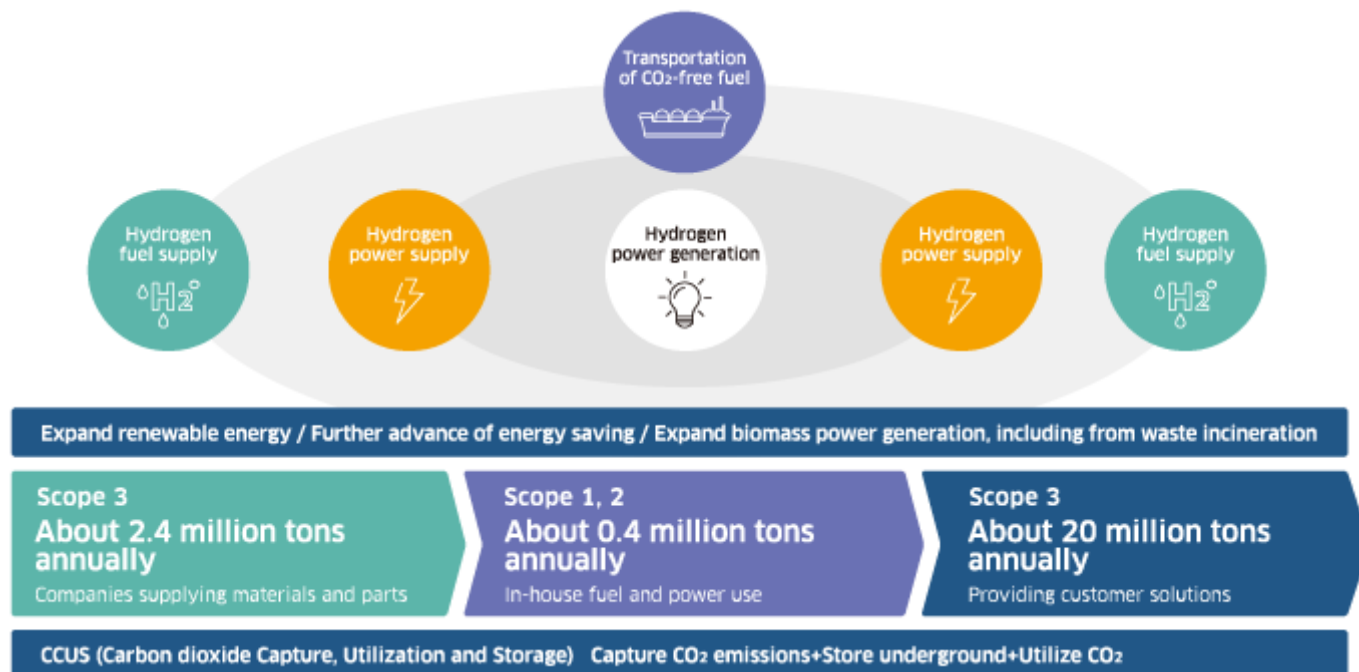 Transportation
of CO₂-free fuel
Hydrogen
fuel supply
H2
Hydrogen
power supply
Hydrogen
power generation
Hydrogen
power supply
Hydrogen
fuel supply
H2
Expand renewable energy / Further advance of energy saving / Expand biomass power generation, including from waste incineration
Scope 3
About 2.4 million tons
annually
Companies supplying materials and parts
Scope 1, 2
About 0.4 million tons
annually
In-house fuel and power use
Scope 3
About 20 million tons
annually
Providing customer solutions
CCUS (Carbon dioxide Capture, Utilization and Storage) Capture CO₂ emissions+Store underground+Utilize CO₂